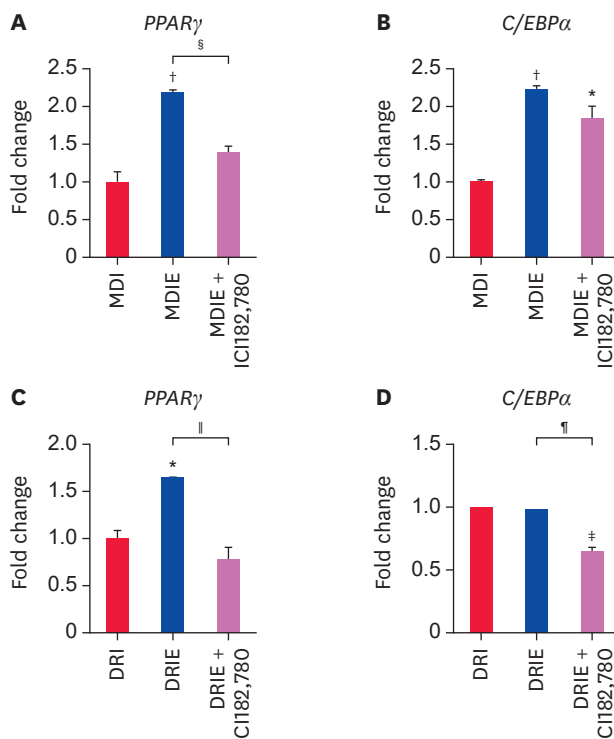 A
PPARγ
§
†
Fold change
2.5
2.0
1.5
1.0
0.5
0
MDI
MDIE
MDIE +
ICI182,780
B
C/EBPα
†
*
Fold change
2.5
2.0
1.5
1.0
0.5
0
MDI
MDIE
MDIE +
ICI182,780
C
PPARγ
‖
*
Fold change
2.0
1.5
1.0
0.5
0
DRI
DRIE
DRIE +
CI182,780
D
C/EBPα
¶
‡
Fold change
1.5
1.0
0.5
0
DRI
DRIE
DRIE +
CI182,780